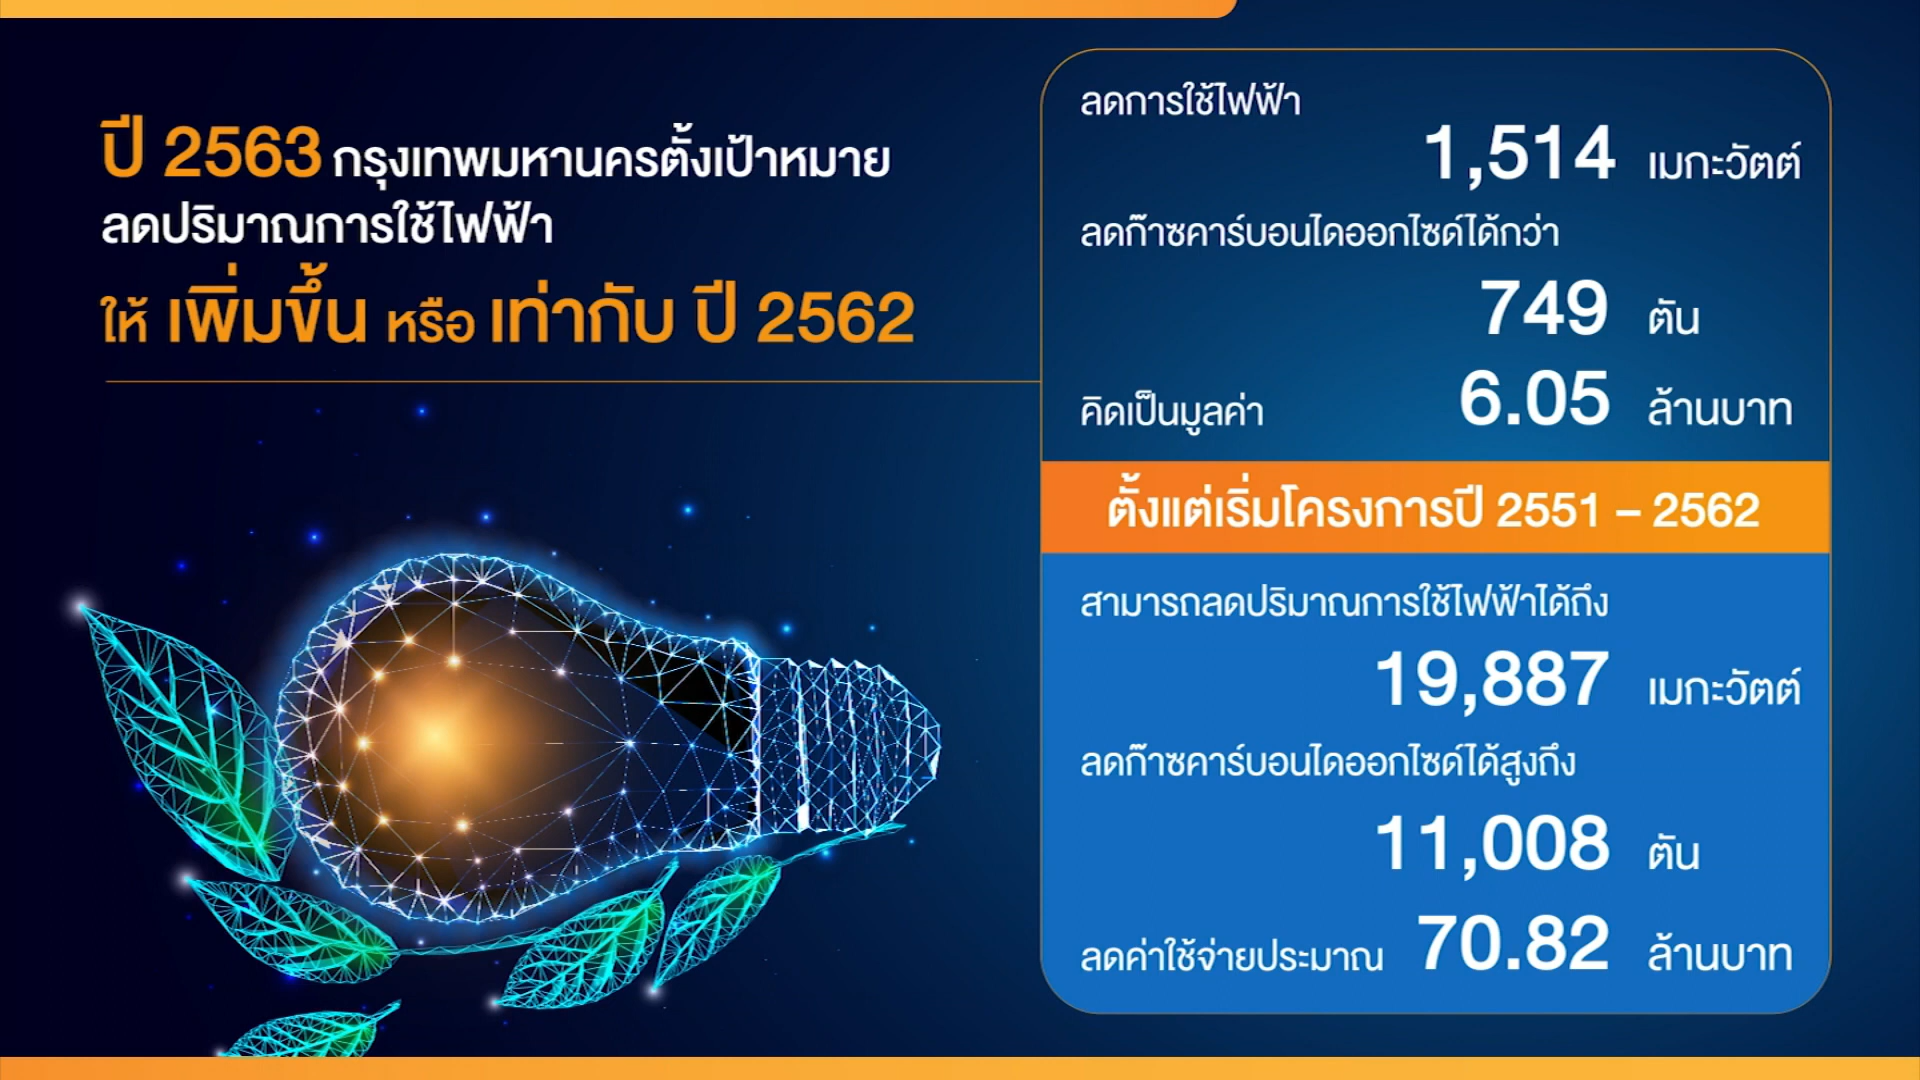 ปี 2563 กรุงเทพมหานครตั้งเป้าหมาย
ลดปริมาณการใช้ไฟฟ้า
ให้ เพิ่มขึ้น หรือ เท่ากับ ปี 2562
ลดการใช้ไฟฟ้า
1,514 เมกะวัตต์
ลดก๊าซคาร์บอนไดออกไซด์ได้กว่า
749 ตัน
คิดเป็นมูลค่า 6.05 ล้านบาท
ตั้งแต่เริ่มโครงการปี 2551 – 2562
สามารถลดปริมาณการใช้ไฟฟ้าได้ถึง
19,887 เมกะวัตต์
ลดก๊าซคาร์บอนไดออกไซด์ได้สูงถึง
11,008 ตัน
ลดค่าใช้จ่ายประมาณ 70.82 ล้านบาท